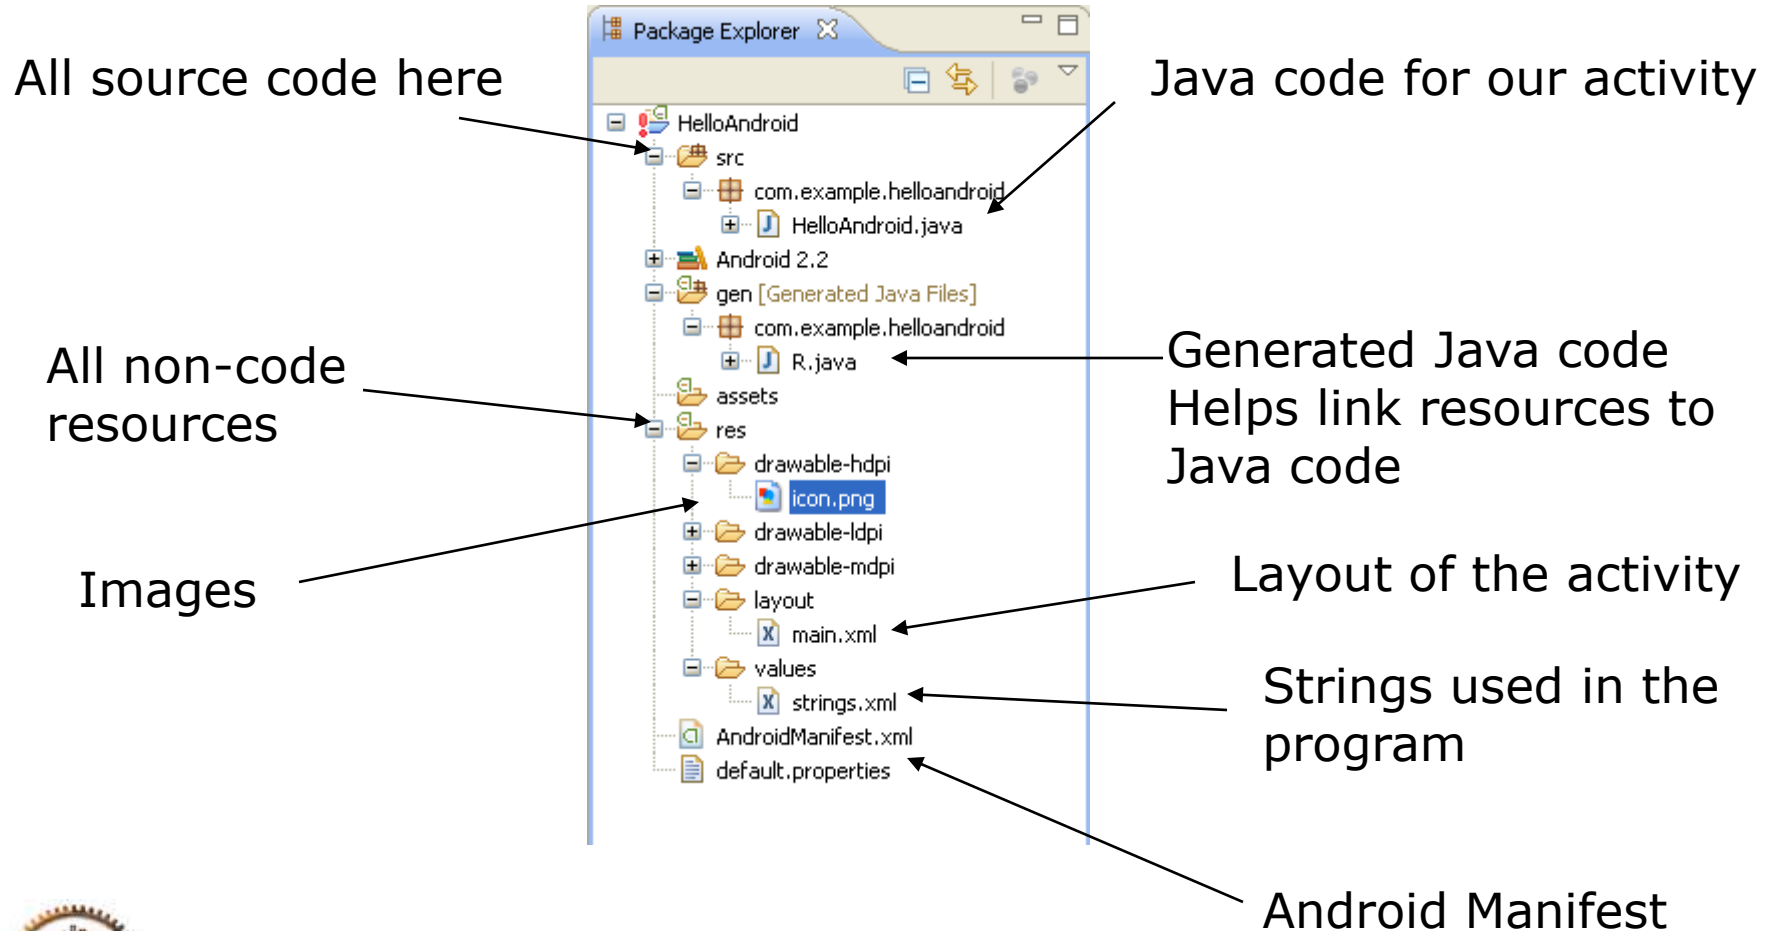 Package Explorer
All source code here
Java code for our activity
HelloAndroid
src
com.example.helloandroid
HelloAndroid.java
Android 2.2
gen [Generated Java Files]
com.example.helloandroid
R.java
All non-code
resources
Generated Java code
Helps link resources to
Java code
assets
res
drawable-hdpi
icon.png
drawable-ldpi
drawable-mdpi
Images
Layout of the activity
layout
main.xml
values
strings.xml
Strings used in the
program
AndroidManifest.xml
default.properties
Android Manifest